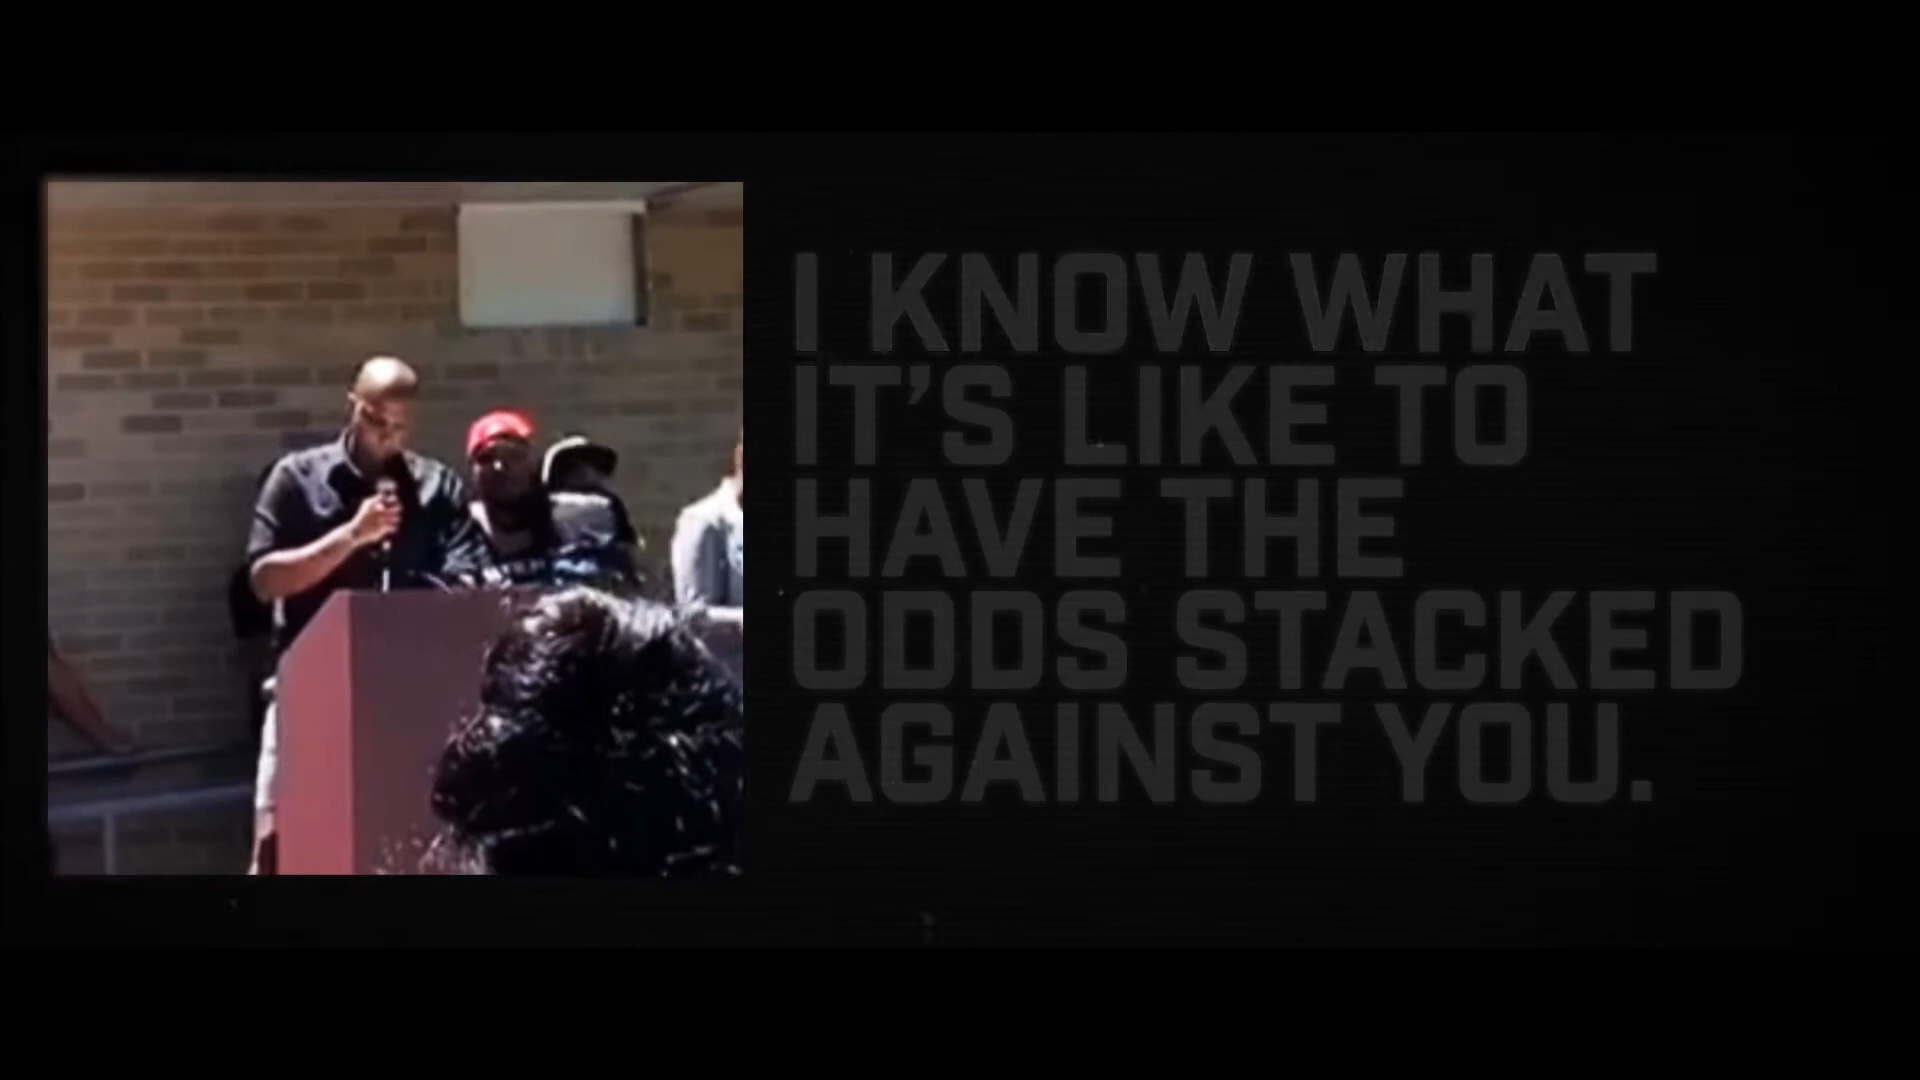 I KNOW WHAT
IT'S LIKE TO
HAVE THE
ODDS STACKED
AGAINST YOU.